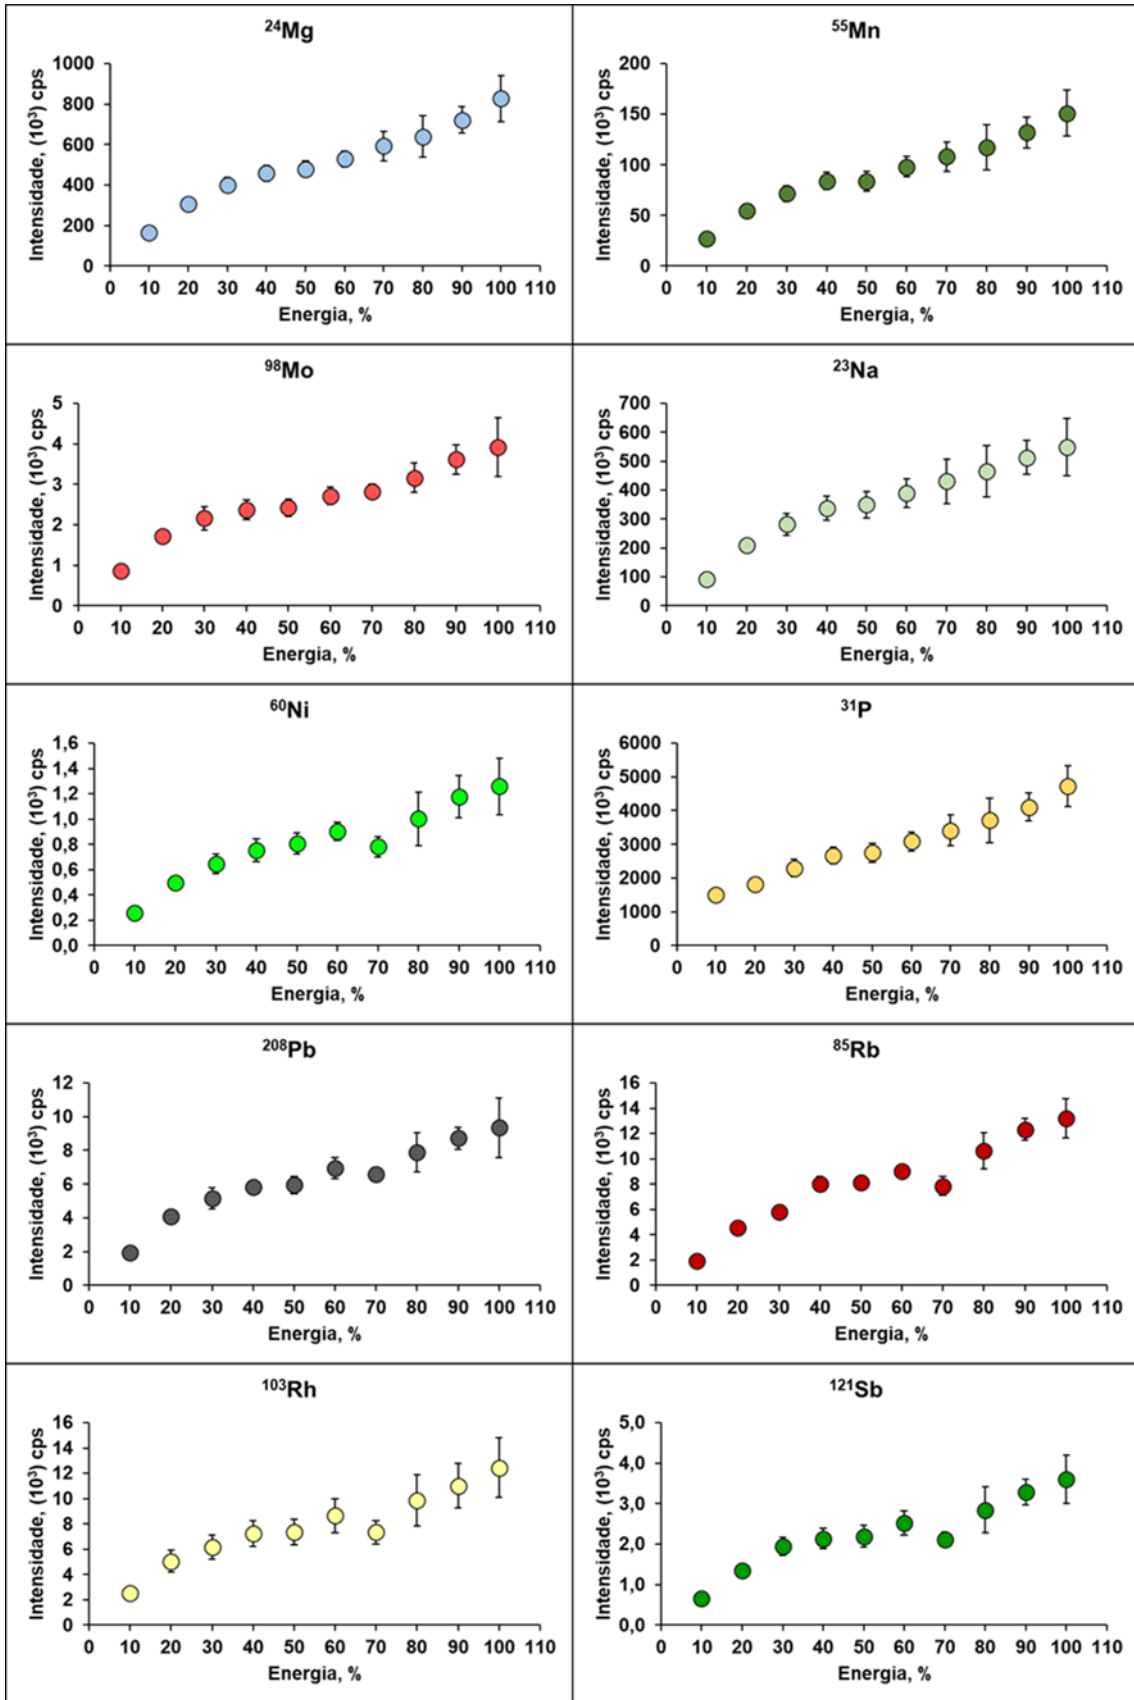 ²⁴Mg
Intensidade, (10³) cps
1000
800
600
400
200
0
0 10 20 30 40 50 60 70 80 90 100 110
Energia, %
⁵⁵Mn
Intensidade, (10³) cps
200
150
100
50
0
0 10 20 30 40 50 60 70 80 90 100 110
Energia, %
⁹⁸Mo
Intensidade, (10³) cps
5
4
3
2
1
0
0 10 20 30 40 50 60 70 80 90 100 110
Energia, %
²³Na
Intensidade, (10³) cps
700
600
500
400
300
200
100
0
0 10 20 30 40 50 60 70 80 90 100 110
Energia, %
⁶⁰Ni
Intensidade, (10³) cps
1,6
1,4
1,2
1,0
0,8
0,6
0,4
0,2
0,0
0 10 20 30 40 50 60 70 80 90 100 110
Energia, %
³¹P
Intensidade, (10³) cps
6000
5000
4000
3000
2000
1000
0
0 10 20 30 40 50 60 70 80 90 100 110
Energia, %
²⁰⁸Pb
Intensidade, (10³) cps
12
10
8
6
4
2
0
0 10 20 30 40 50 60 70 80 90 100 110
Energia, %
⁸⁵Rb
Intensidade, (10³) cps
16
14
12
10
8
6
4
2
0
0 10 20 30 40 50 60 70 80 90 100 110
Energia, %
¹⁰³Rh
Intensidade, (10³) cps
16
14
12
10
8
6
4
2
0
0 10 20 30 40 50 60 70 80 90 100 110
Energia, %
¹²¹Sb
Intensidade, (10³) cps
5,0
4,0
3,0
2,0
1,0
0,0
0 10 20 30 40 50 60 70 80 90 100 110
Energia, %